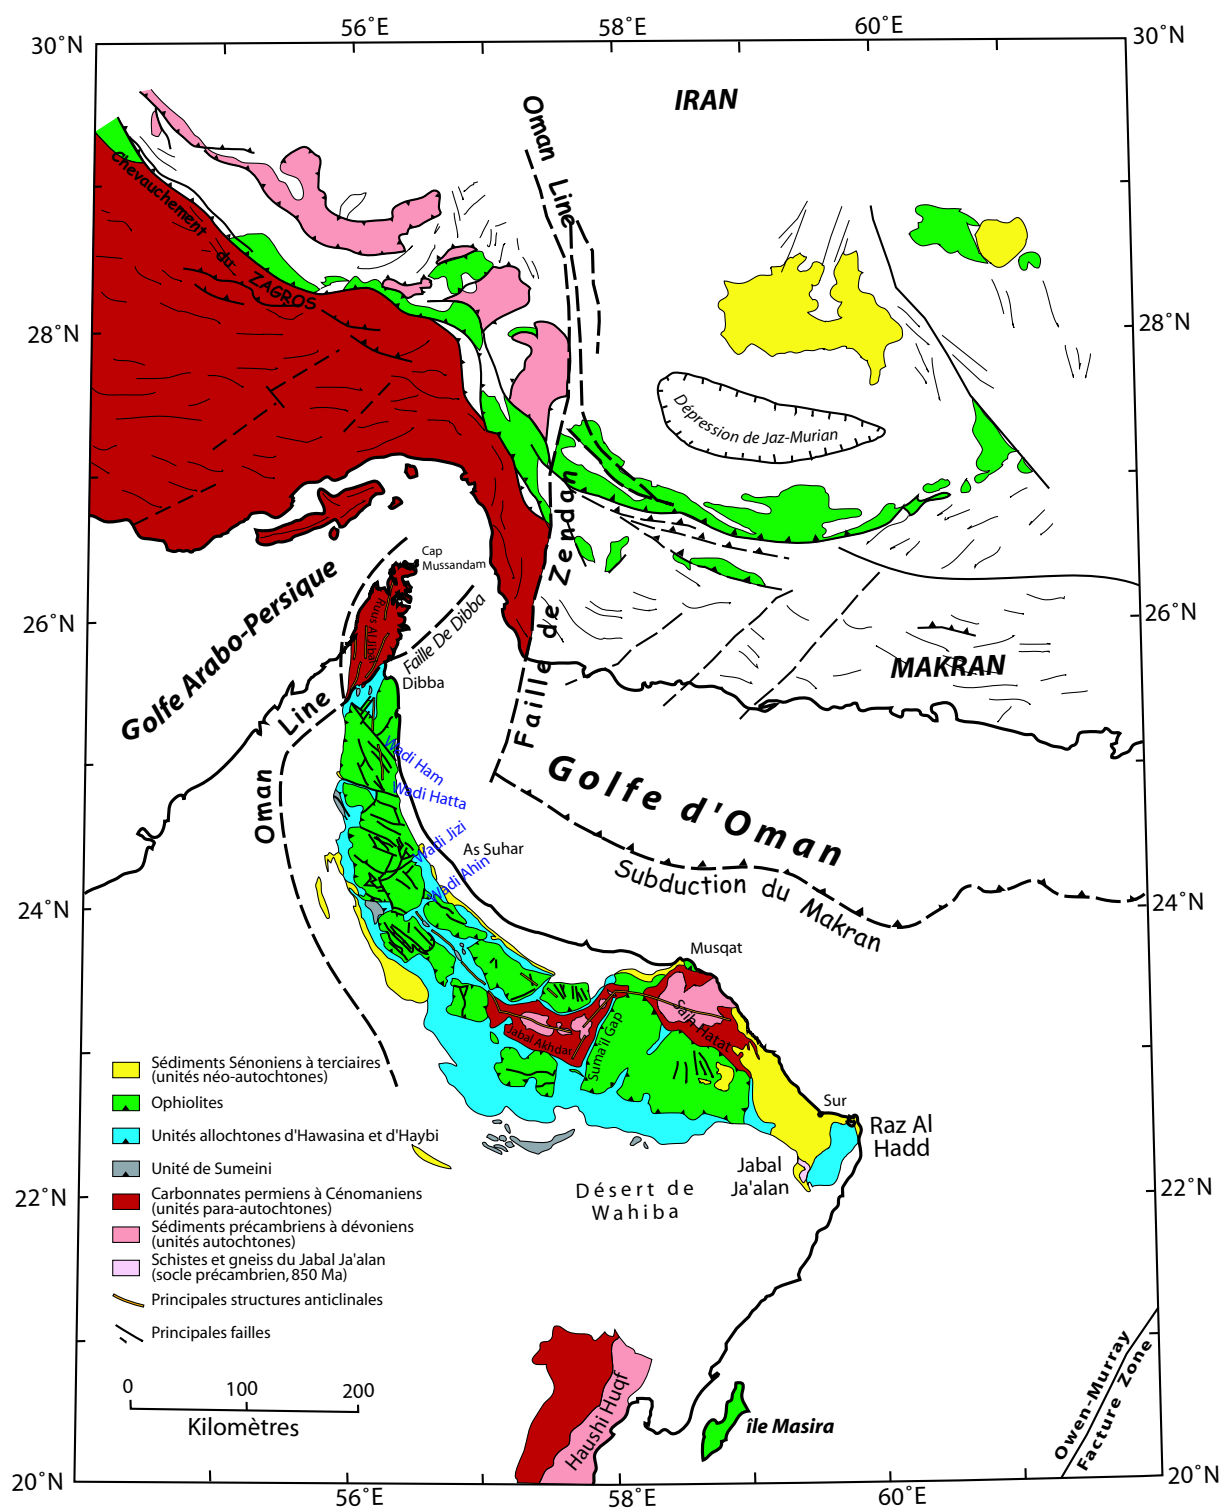 56˚E
58˚E
60˚E
30˚N
30˚N
IRAN
Oman Line
Chevauchement du ZAGROS
28˚N
28˚N
Dépression de Jaz-Murian
Cap
Mussandam
Ruus Al Jibal
Faille de Zendan
Golfe Arabo-Persique
26˚N
26˚N
Faille De Dibba
Dibba
MAKRAN
Oman Line
Wadi Ham
Wadi Hatta
Wadi Jizi
Wadi Ahin
As Suhar
Golfe d'Oman
Subduction du Makran
24˚N
24˚N
Musqat
Saih Hatat
Jabal Akhdar
Suma'il Gap
Sur
Raz Al
Hadd
Jabal
Ja'alan
Désert de
Wahiba
22˚N
22˚N
Sédiments Sénoniens à terciaires
(unités néo-autochtones)
Ophiolites
Unités allochtones d'Hawasina et d'Haybi
Unité de Sumeini
Carbonnates permiens à Cénomaniens
(unités para-autochtones)
Sédiments précambriens à dévoniens
(unités autochtones)
Schistes et gneiss du Jabal Ja'alan
(socle précambrien, 850 Ma)
Principales structures anticlinales
Principales failles
0
100
200
Kilomètres
Haushi Huqf
île Masira
Owen-Murray
Facture Zone
20˚N
20˚N
56˚E
58˚E
60˚E